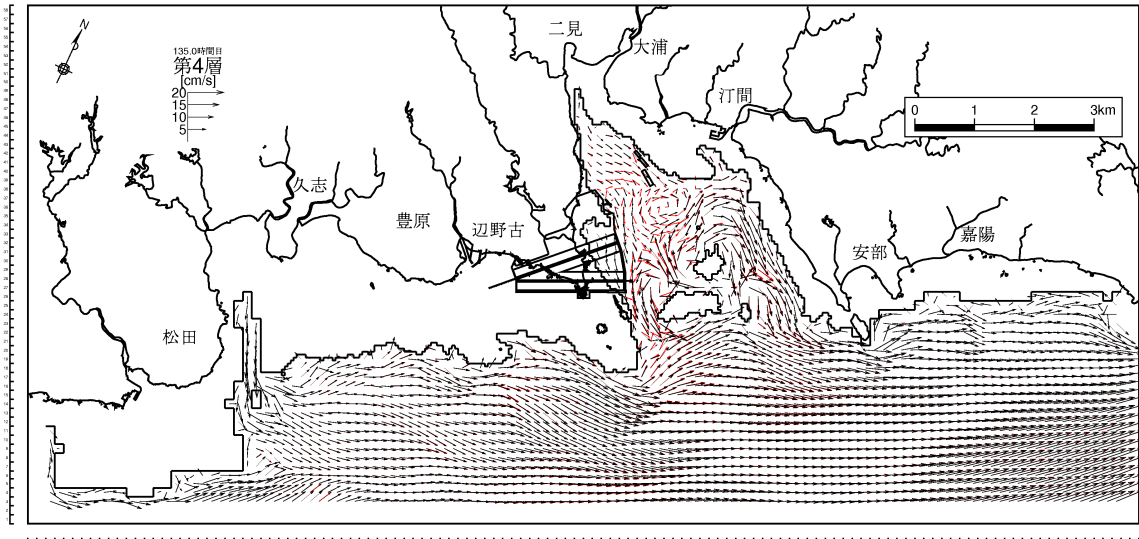 N
135.0時間目
第4層
[cm/s]
20
15
10
5
二見
大浦
汀間
0 1 2 3km
久志
豊原
辺野古
安部
嘉陽
松田